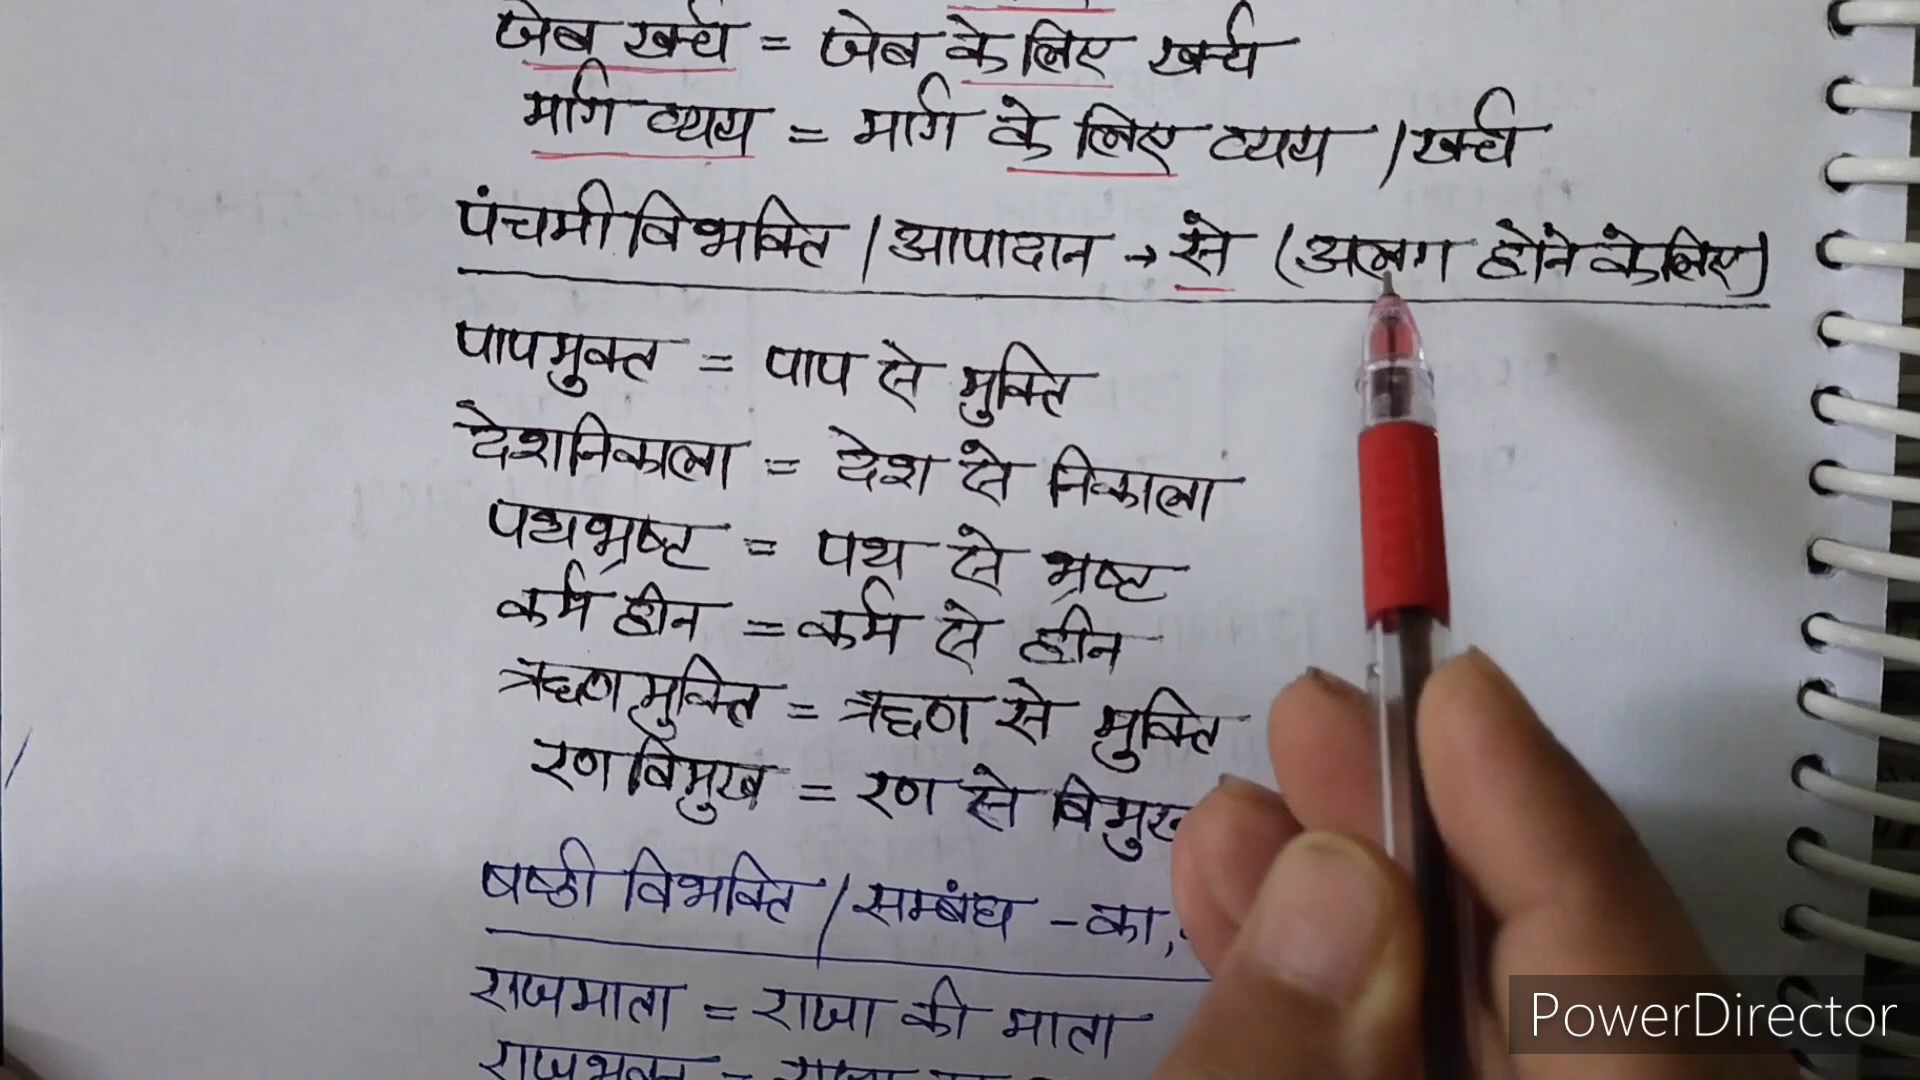 जेब खर्च = जेब के लिए खर्च
मार्ग व्यय = मार्ग के लिए व्यय / खर्च
पंचमी विभक्ति / आपादान → से (अलग होने के लिए)
पापमुक्त = पाप से मुक्ति
देशनिकाला = देश से निकाला
पथभ्रष्ट = पथ से भ्रष्ट
कर्म हीन = कर्म से हीन
ऋण मुक्ति = ऋण से मुक्ति
रण विमुख = रण से विमुख
षष्ठी विभक्ति / सम्बंध - का,
राजमाता = राजा की माता
PowerDirector